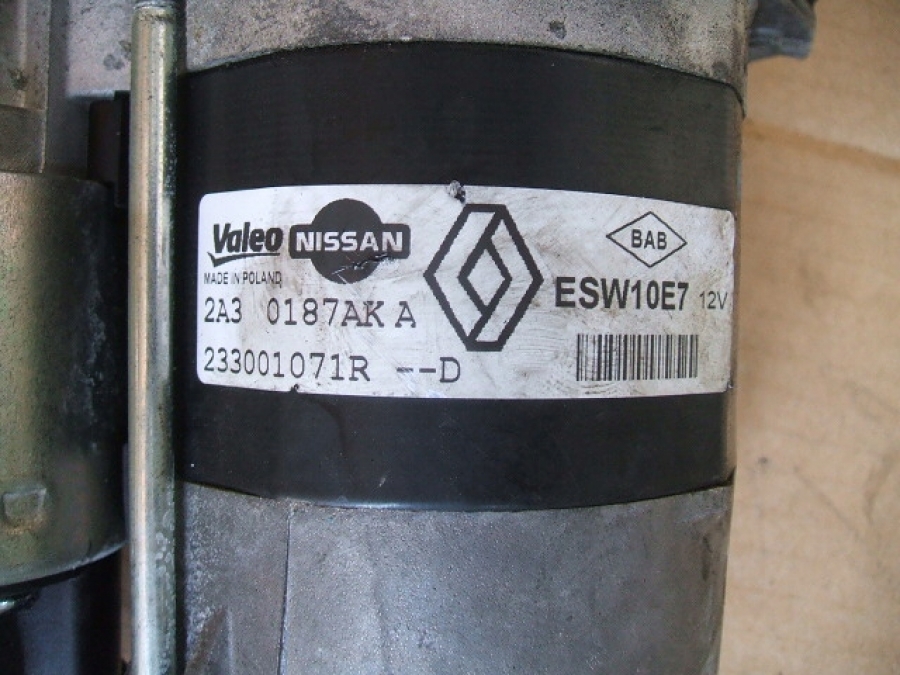 Valeo NISSAN
MADE IN POLAND
2A3 0187AK A
233001071R --D
BAB
ESW10E7 12V